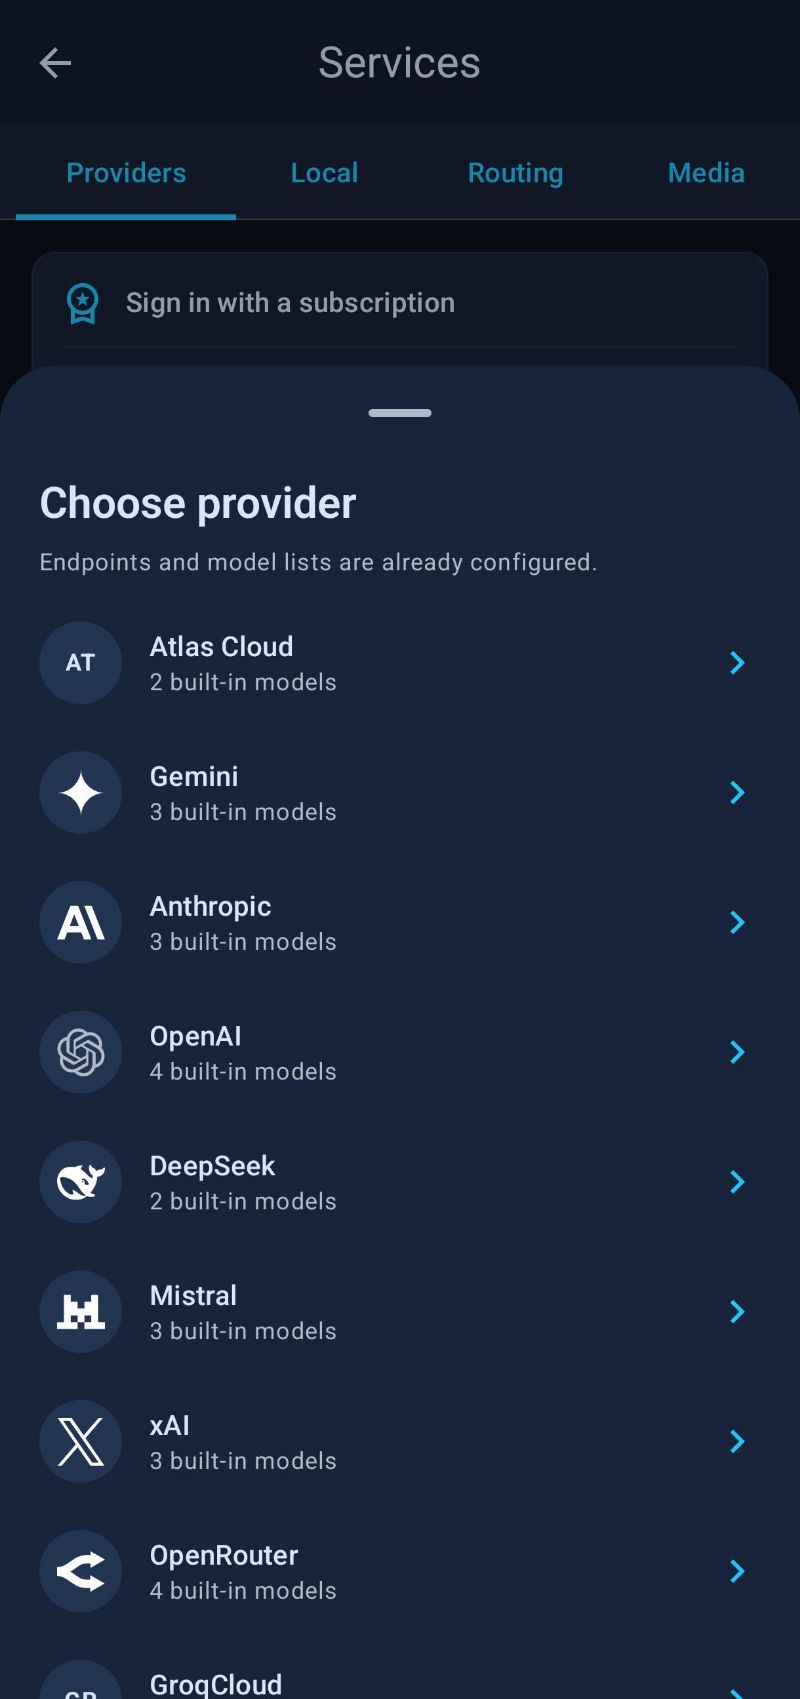 Services
Providers
Local
Routing
Media
Sign in with a subscription
Choose provider
Endpoints and model lists are already configured.
AT
Atlas Cloud
2 built-in models
Gemini
3 built-in models
Anthropic
3 built-in models
OpenAI
4 built-in models
DeepSeek
2 built-in models
Mistral
3 built-in models
xAI
3 built-in models
OpenRouter
4 built-in models
GroqCloud